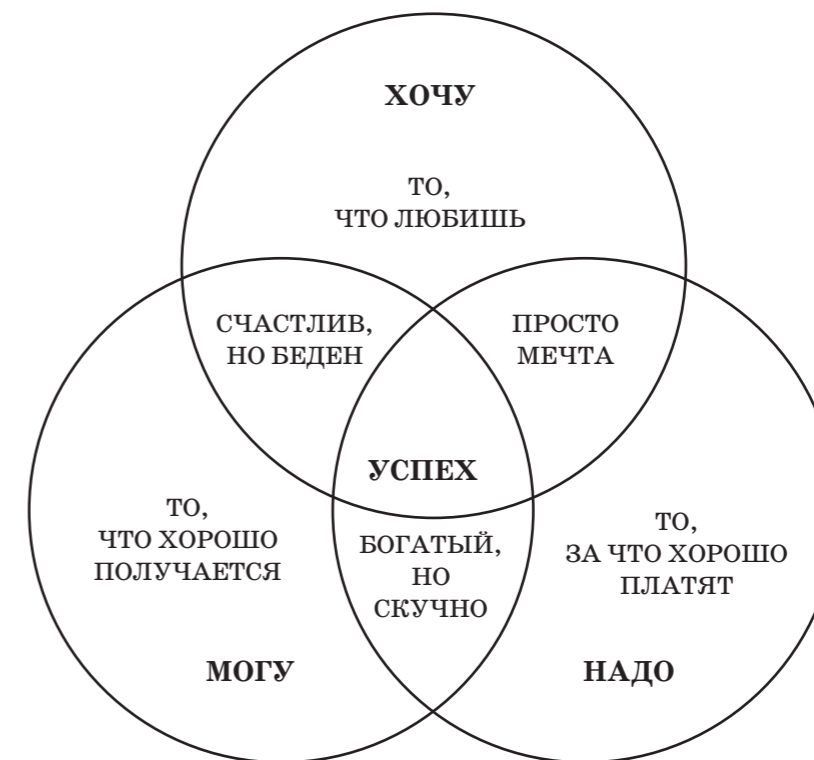 ХОЧУ
ТО,
ЧТО ЛЮБИШЬ
СЧАСТЛИВ,
НО БЕДЕН
ПРОСТО
МЕЧТА
УСПЕХ
ТО,
ЧТО ХОРОШО
ПОЛУЧАЕТСЯ
БОГАТЫЙ,
НО
СКУЧНО
ТО,
ЗА ЧТО ХОРОШО
ПЛАТЯТ
МОГУ
НАДО